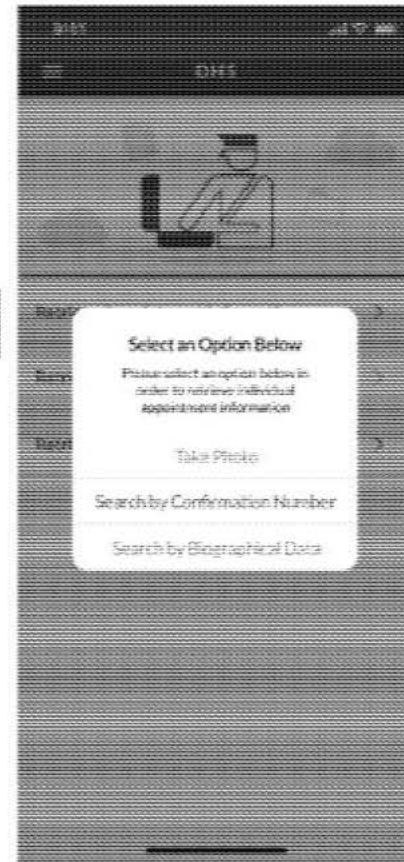 DHS
Select an Option Below
Please select an option below in
order to retrieve individual
appointment information
Take Photo
Search by Confirmation Number
Search by Biographical Data